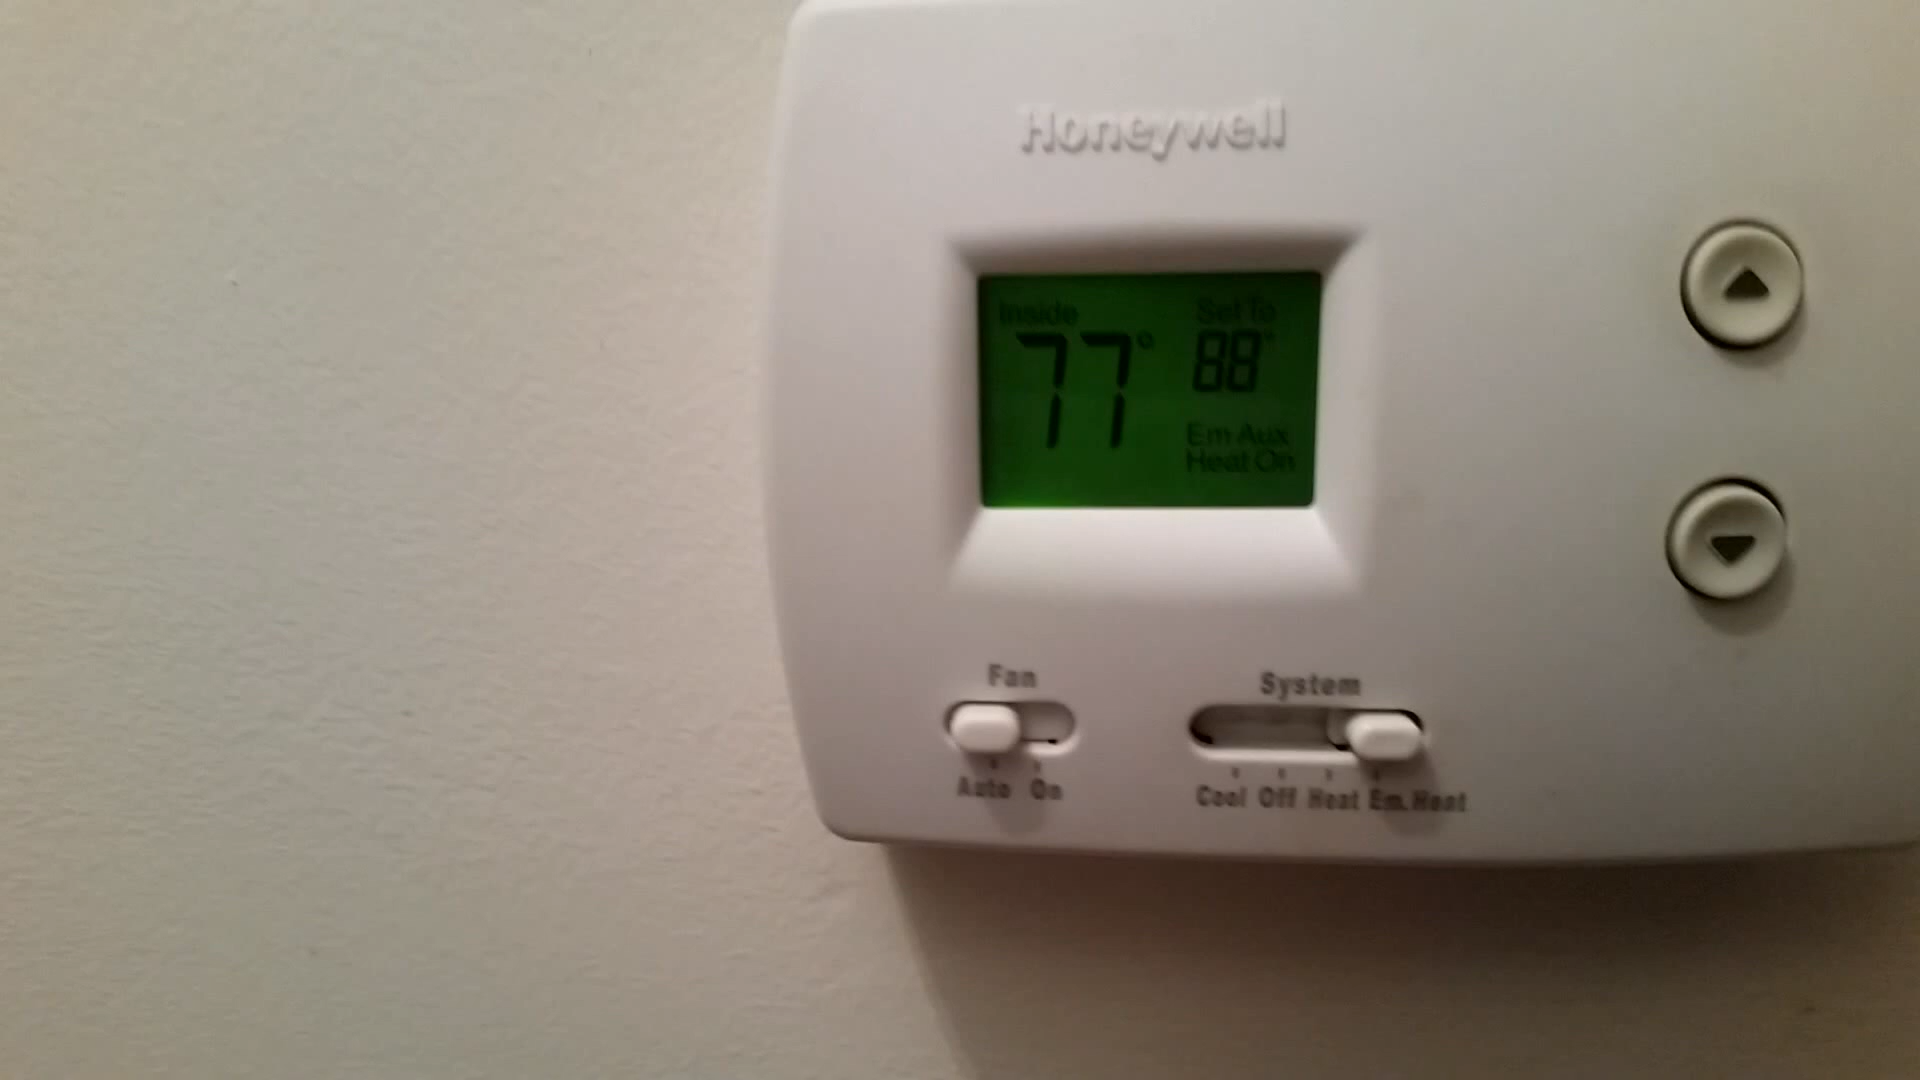 Honeywell
Inside
Set To
77°
88°
Em Aux
Heat On
Fan
System
Auto On
Cool Off Heat Em. Heat